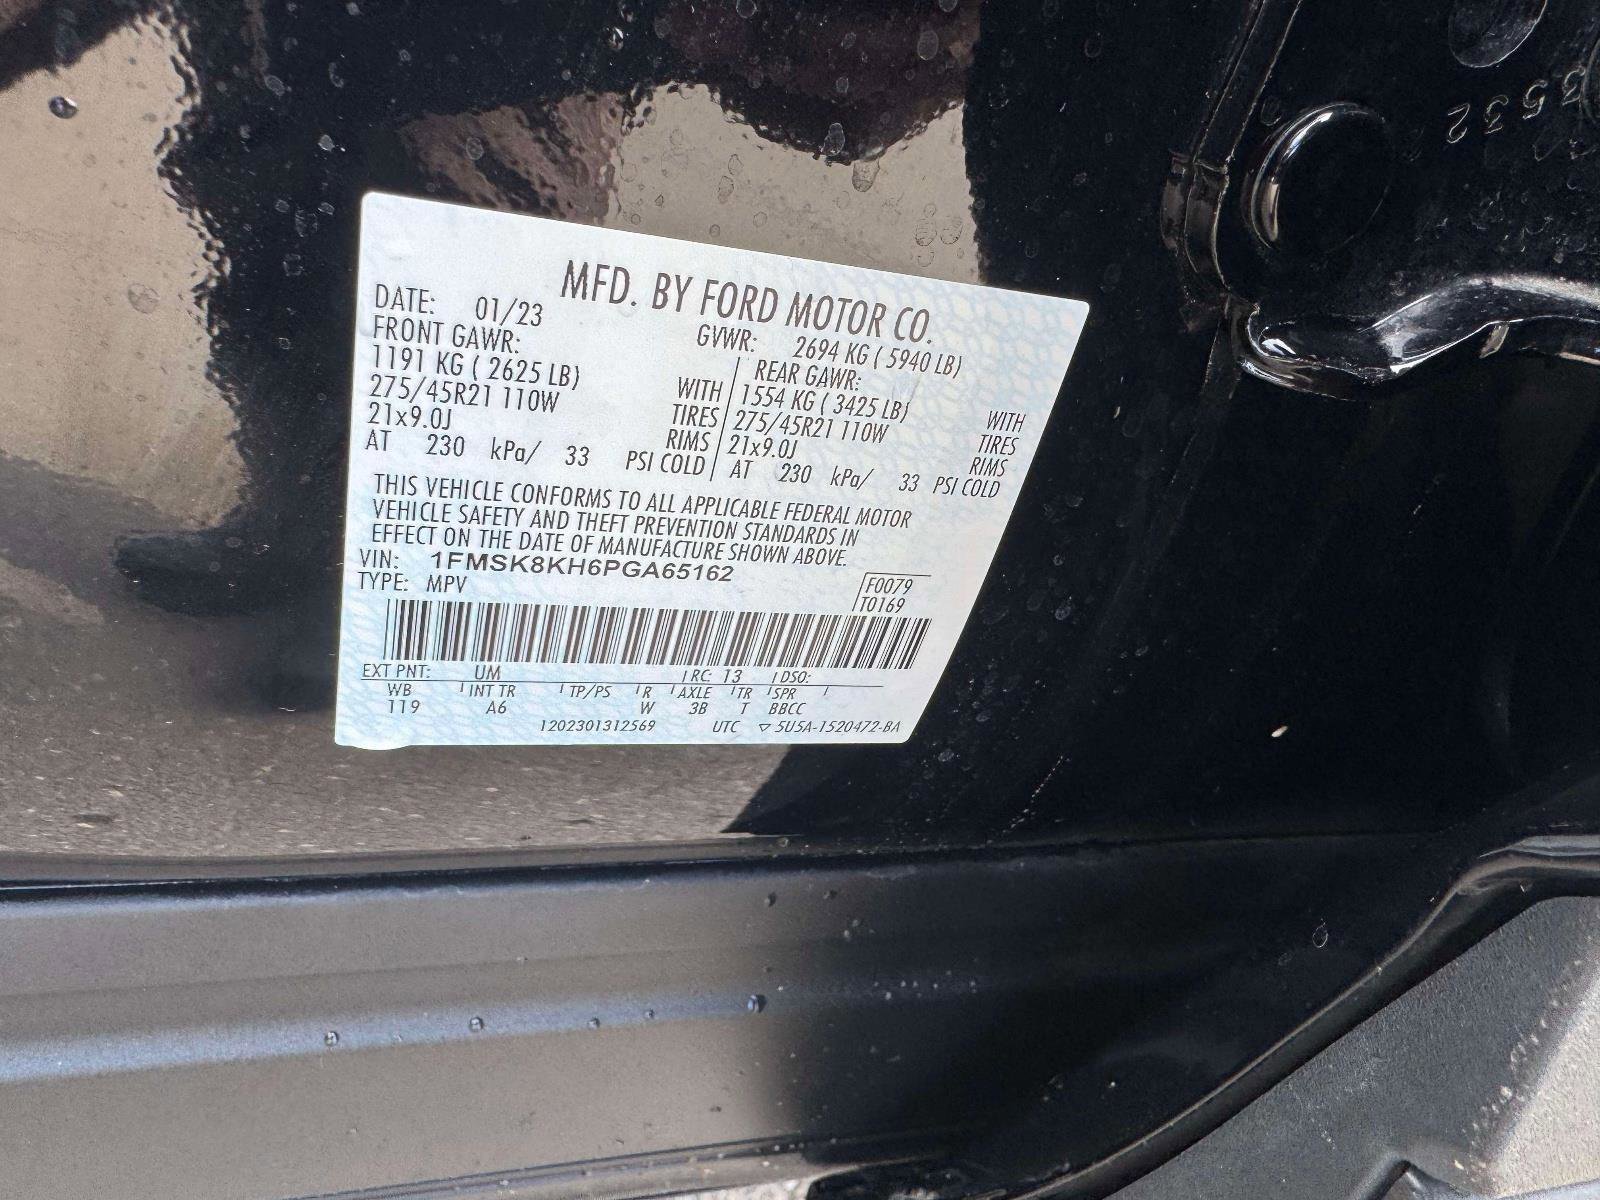 MFD. BY FORD MOTOR CO.
DATE: 01/23 GVWR: 2694 KG ( 5940 LB)
FRONT GAWR: REAR GAWR:
1191 KG ( 2625 LB) WITH 1554 KG ( 3425 LB) WITH
275/45R21 110W TIRES 275/45R21 110W TIRES
21x9.0J RIMS 21x9.0J RIMS
AT 230 kPa/ 33 PSI COLD AT 230 kPa/ 33 PSI COLD
THIS VEHICLE CONFORMS TO ALL APPLICABLE FEDERAL MOTOR
VEHICLE SAFETY AND THEFT PREVENTION STANDARDS IN
EFFECT ON THE DATE OF MANUFACTURE SHOWN ABOVE.
VIN: 1FMSK8KH6PGA65162
TYPE: MPV
F0079
T0169
EXT PNT: UM RC: 13 DSO:
WB INT TR TP/PS R AXLE TR SPR
119 A6 W 3B T BBCC
1202301312569 UTC ▽ 5U5A-1520472-BA
3532